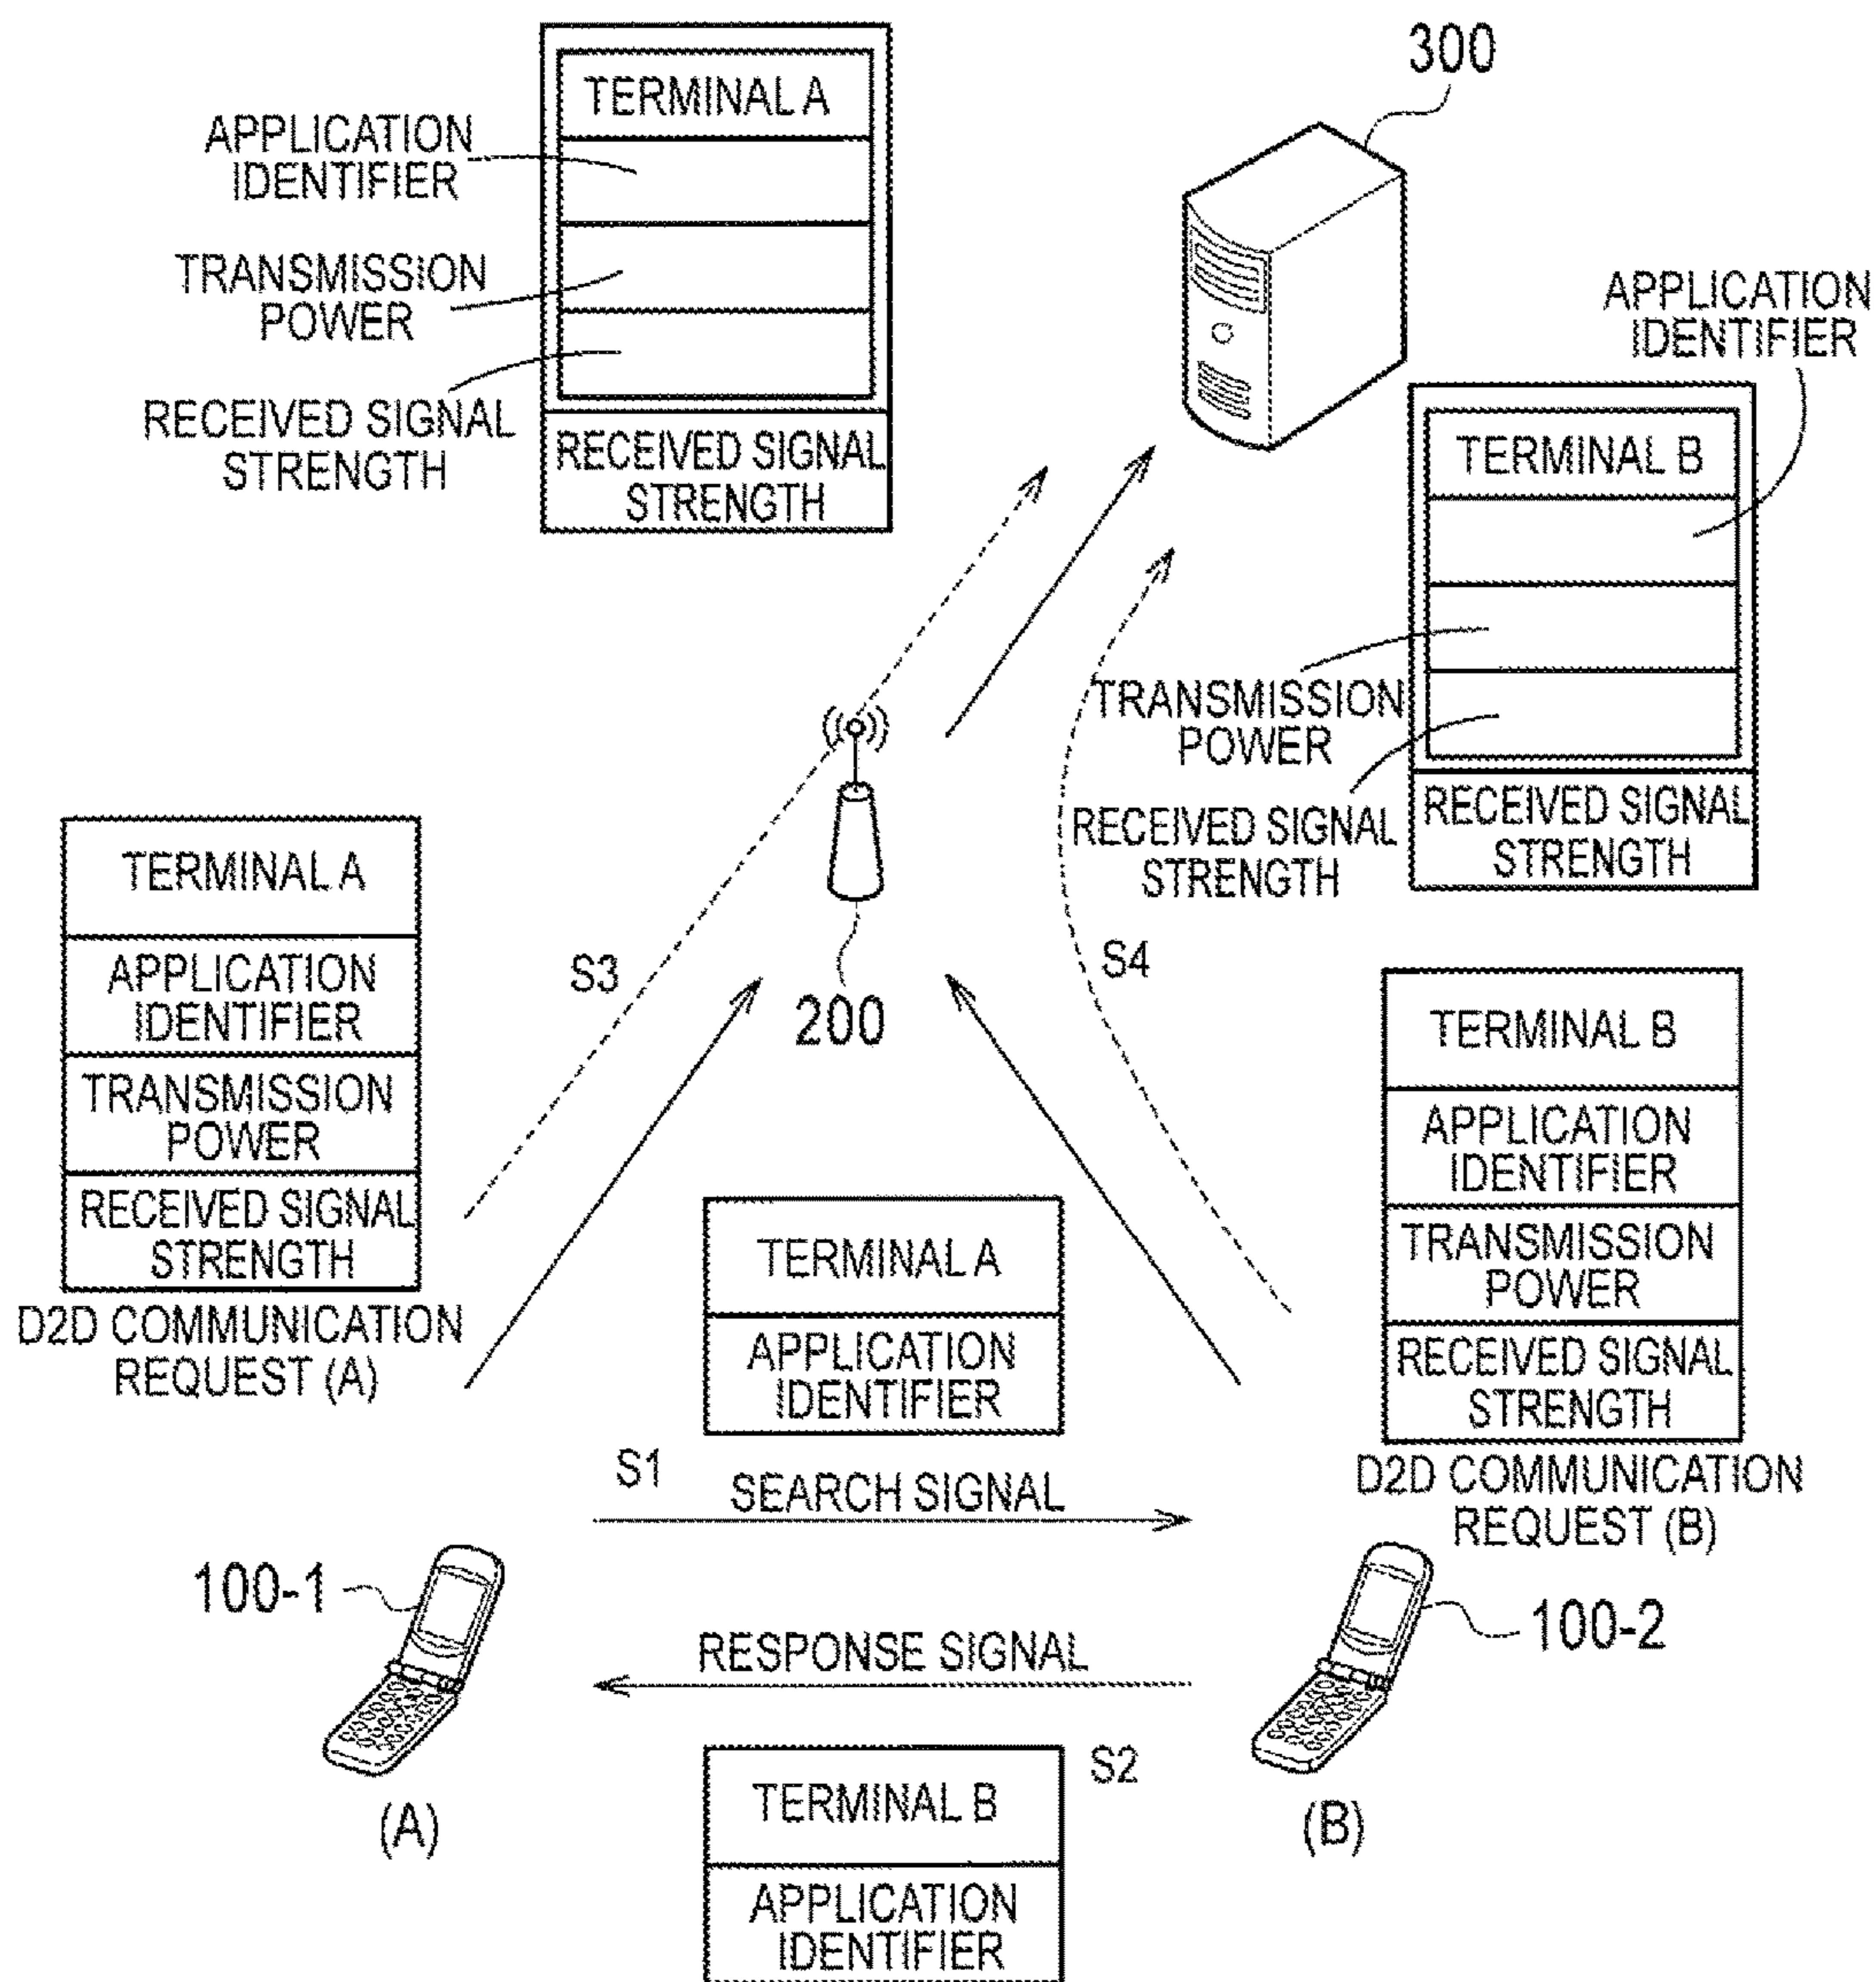 300
TERMINAL A
APPLICATION
IDENTIFIER
TRANSMISSION
POWER
RECEIVED SIGNAL
STRENGTH
RECEIVED SIGNAL
STRENGTH
APPLICATION
IDENTIFIER
TERMINAL B
TRANSMISSION
POWER
RECEIVED SIGNAL
STRENGTH
RECEIVED SIGNAL
STRENGTH
200
S3
S4
TERMINAL A
APPLICATION
IDENTIFIER
TRANSMISSION
POWER
RECEIVED SIGNAL
STRENGTH
D2D COMMUNICATION
REQUEST (A)
TERMINAL B
APPLICATION
IDENTIFIER
TRANSMISSION
POWER
RECEIVED SIGNAL
STRENGTH
D2D COMMUNICATION
REQUEST (B)
TERMINAL A
APPLICATION
IDENTIFIER
S1
SEARCH SIGNAL
100-1
100-2
RESPONSE SIGNAL
S2
TERMINAL B
APPLICATION
IDENTIFIER
(A)
(B)